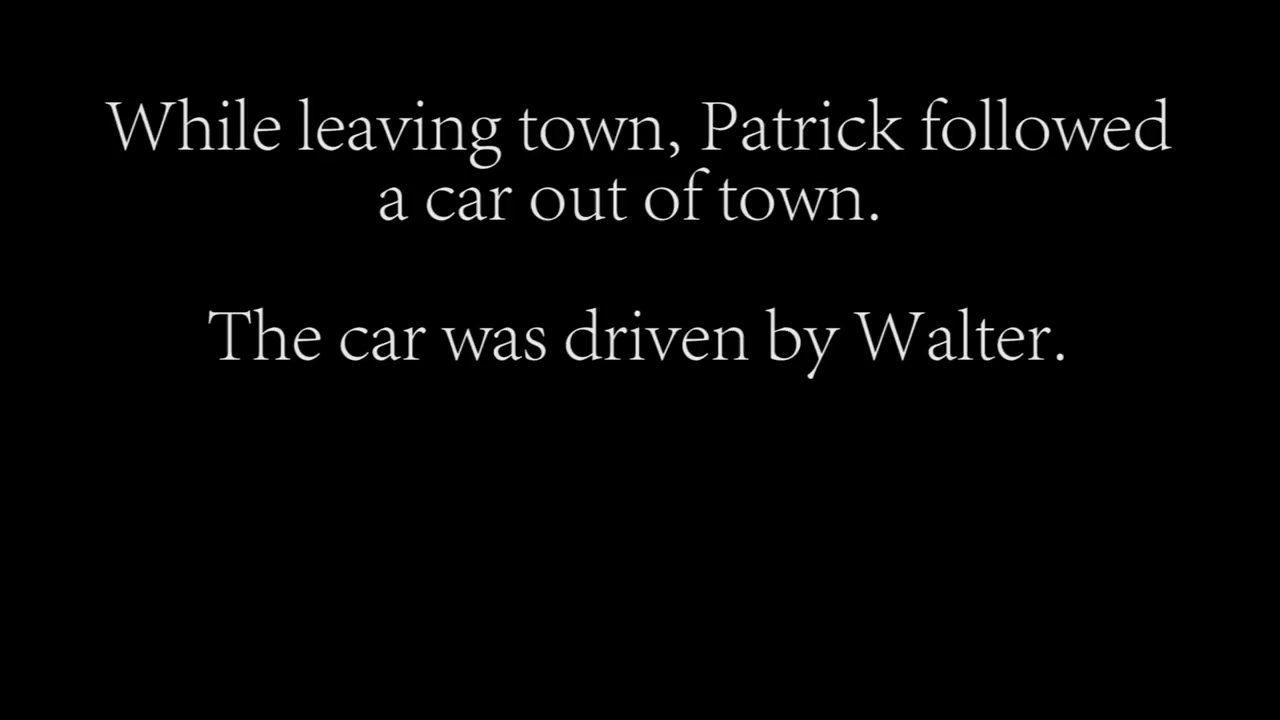 While leaving town, Patrick followed
a car out of town.
The car was driven by Walter.